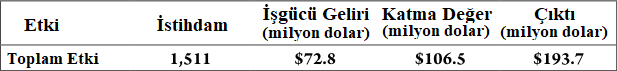 Etki İstihdam İşgücü Geliri (milyon dolar) Katma Değer (milyon dolar) Çıktı (milyon dolar)
Toplam Etki 1,511 $72.8 $106.5 $193.7